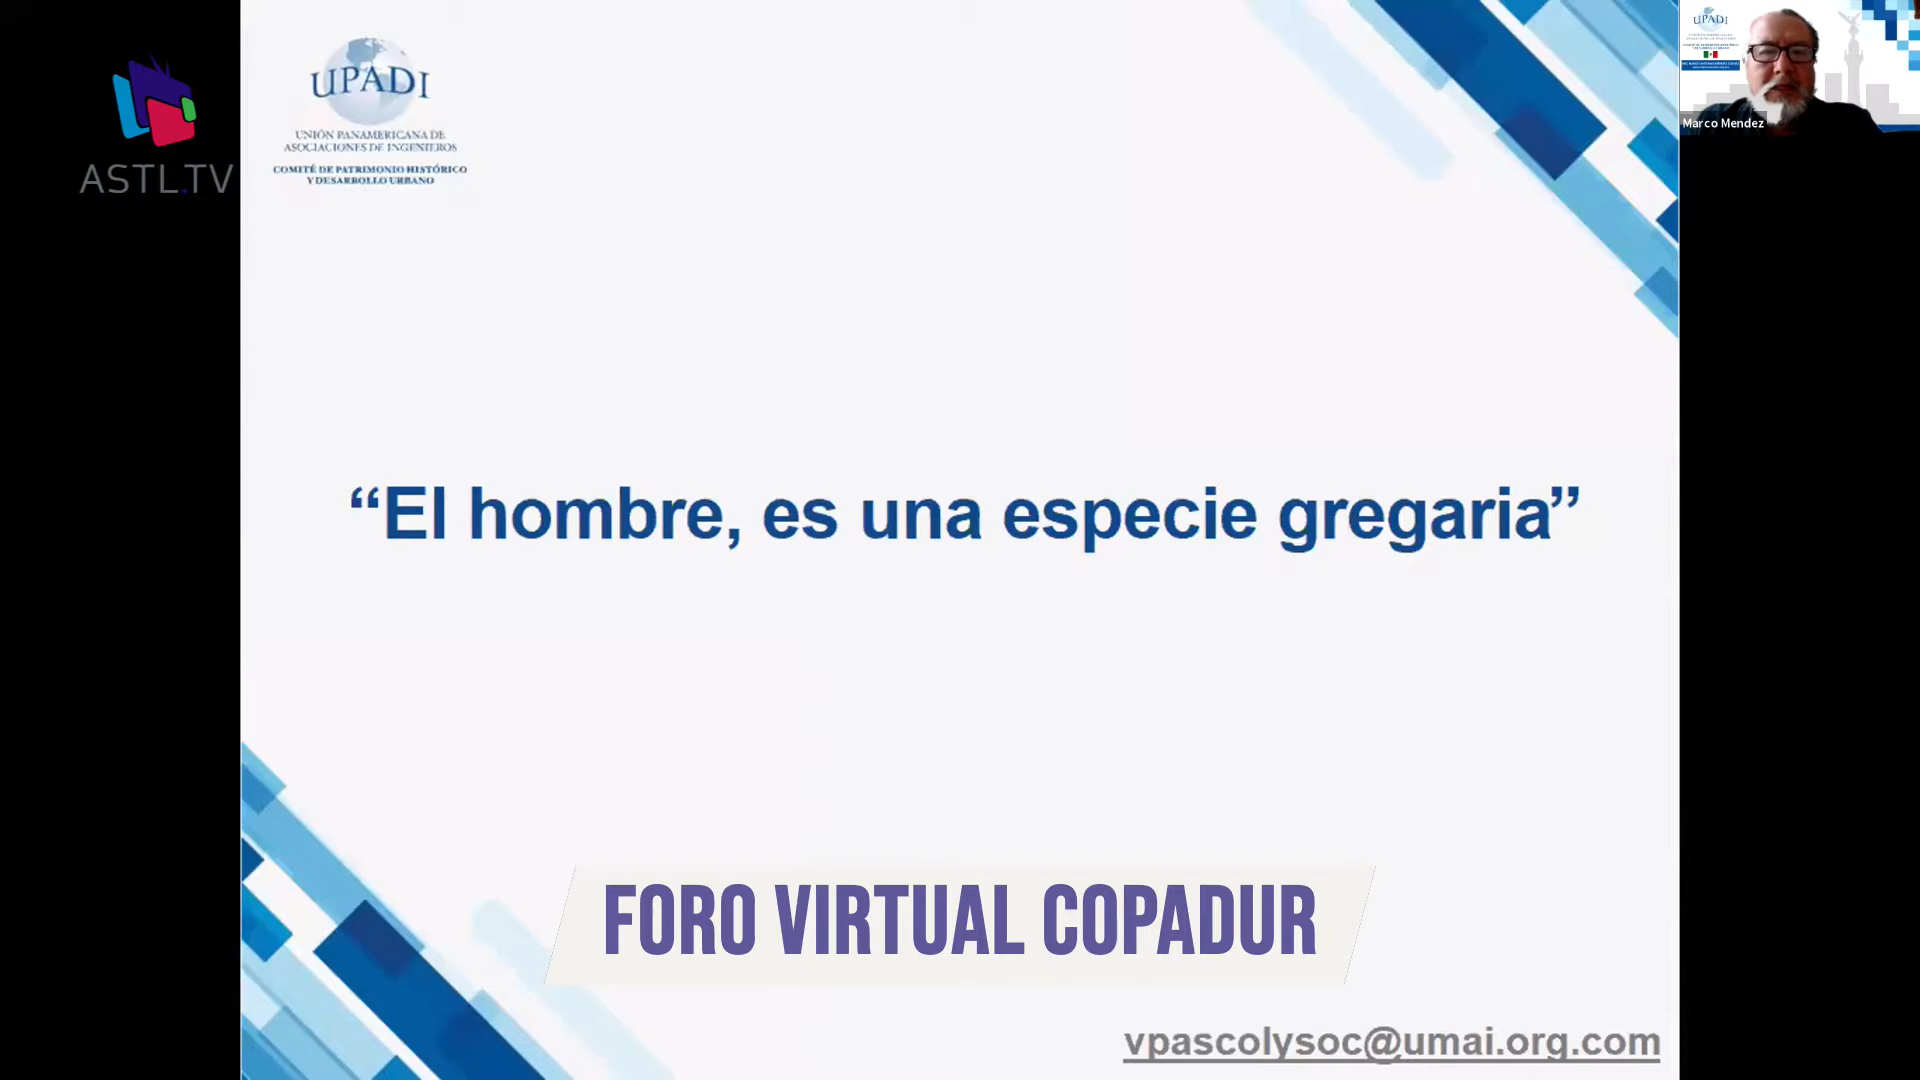 ASTL.TV
UPADI
UNIÓN PANAMERICANA DE
ASOCIACIONES DE INGENIEROS
COMITÉ DE PATRIMONIO HISTÓRICO
Y DESARROLLO URBANO
UPADI
Marco Mendez
“El hombre, es una especie gregaria”
FORO VIRTUAL COPADUR
vpascolysoc@umai.org.com